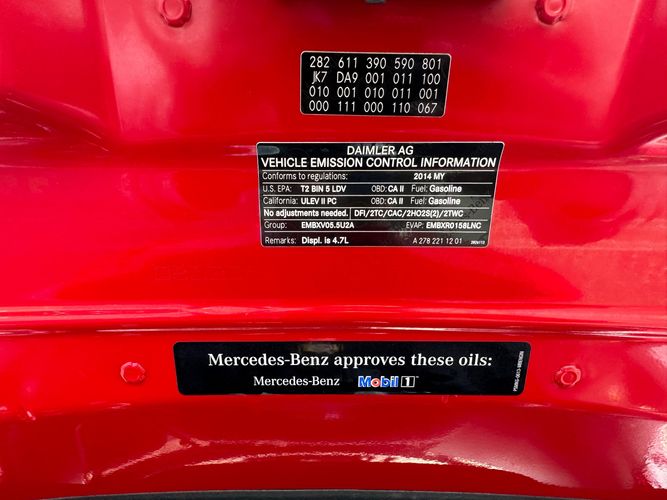 282 611 390 590 801
JK7 DA9 001 011 100
010 001 010 011 001
000 111 000 110 067
DAIMLER AG
VEHICLE EMISSION CONTROL INFORMATION
Conforms to regulations: 2014 MY
U.S. EPA: T2 BIN 5 LDV OBD: CA II Fuel: Gasoline
California: ULEV II PC OBD: CA II Fuel: Gasoline
No adjustments needed. DFI/2TC/CAC/2HO2S(2)/2TWC
Group: EMBXV05.5U2A EVAP: EMBXR0158LNC
Remarks: Displ. is 4.7L A 278 221 12 01
Mercedes-Benz approves these oils:
Mercedes-Benz Mobil 1